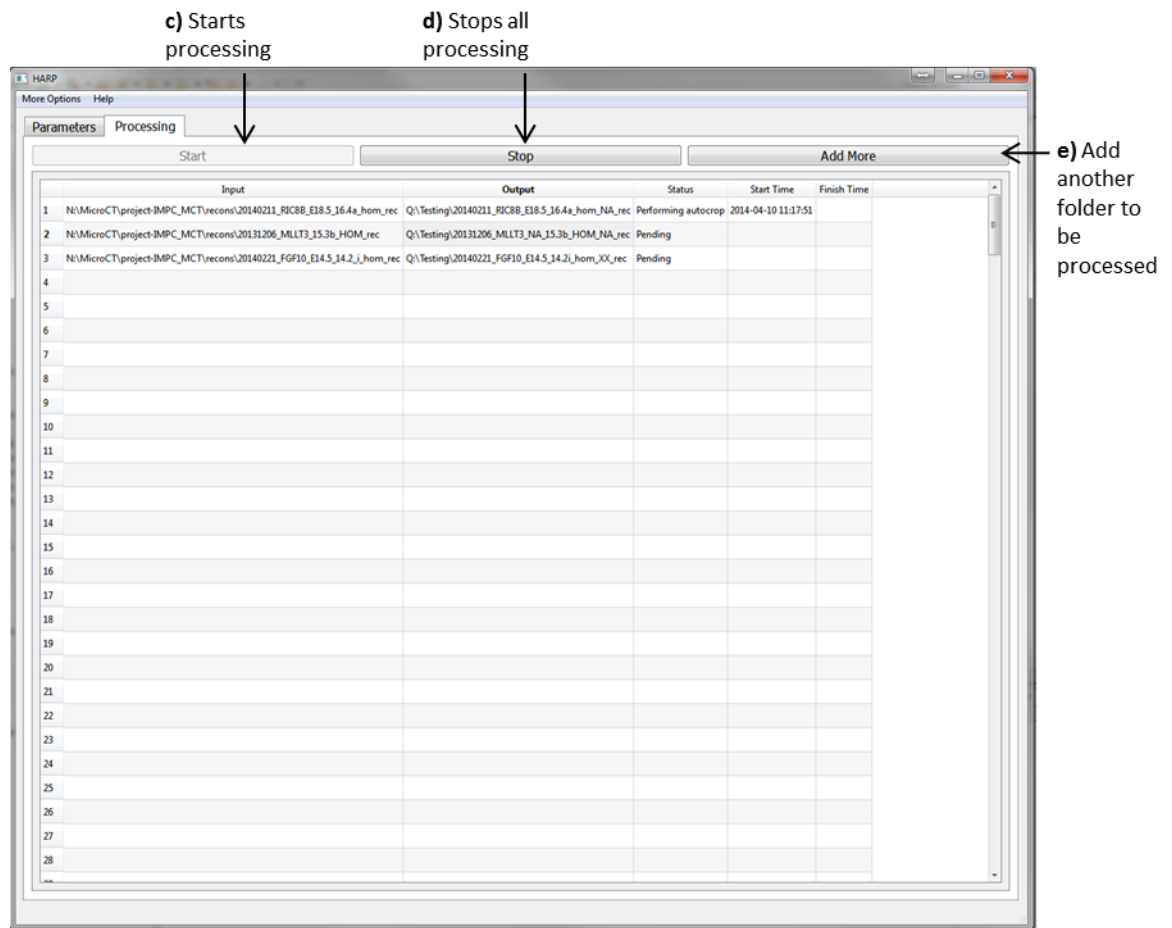 c) Starts
processing
d) Stops all
processing
HARP
More Options Help
Parameters Processing
Start Stop Add More
e) Add
another
folder to
be
processed
Input Output Status Start Time Finish Time
1 N:\MicroCT\project-IMPC_MCT\recons\20140211_RIC8B_E18.5_16.4a_hom_rec Q:\Testing\20140211_RIC8B_E18.5_16.4a_hom_NA_rec Performing autocrop 2014-04-10 11:17:51
2 N:\MicroCT\project-IMPC_MCT\recons\20131206_MLLT3_15.3b_HOM_rec Q:\Testing\20131206_MLLT3_NA_15.3b_HOM_NA_rec Pending
3 N:\MicroCT\project-IMPC_MCT\recons\20140221_FGF10_E14.5_14.2_i_hom_rec Q:\Testing\20140221_FGF10_E14.5_14.2i_hom_XX_rec Pending
4
5
6
7
8
9
10
11
12
13
14
15
16
17
18
19
20
21
22
23
24
25
26
27
28